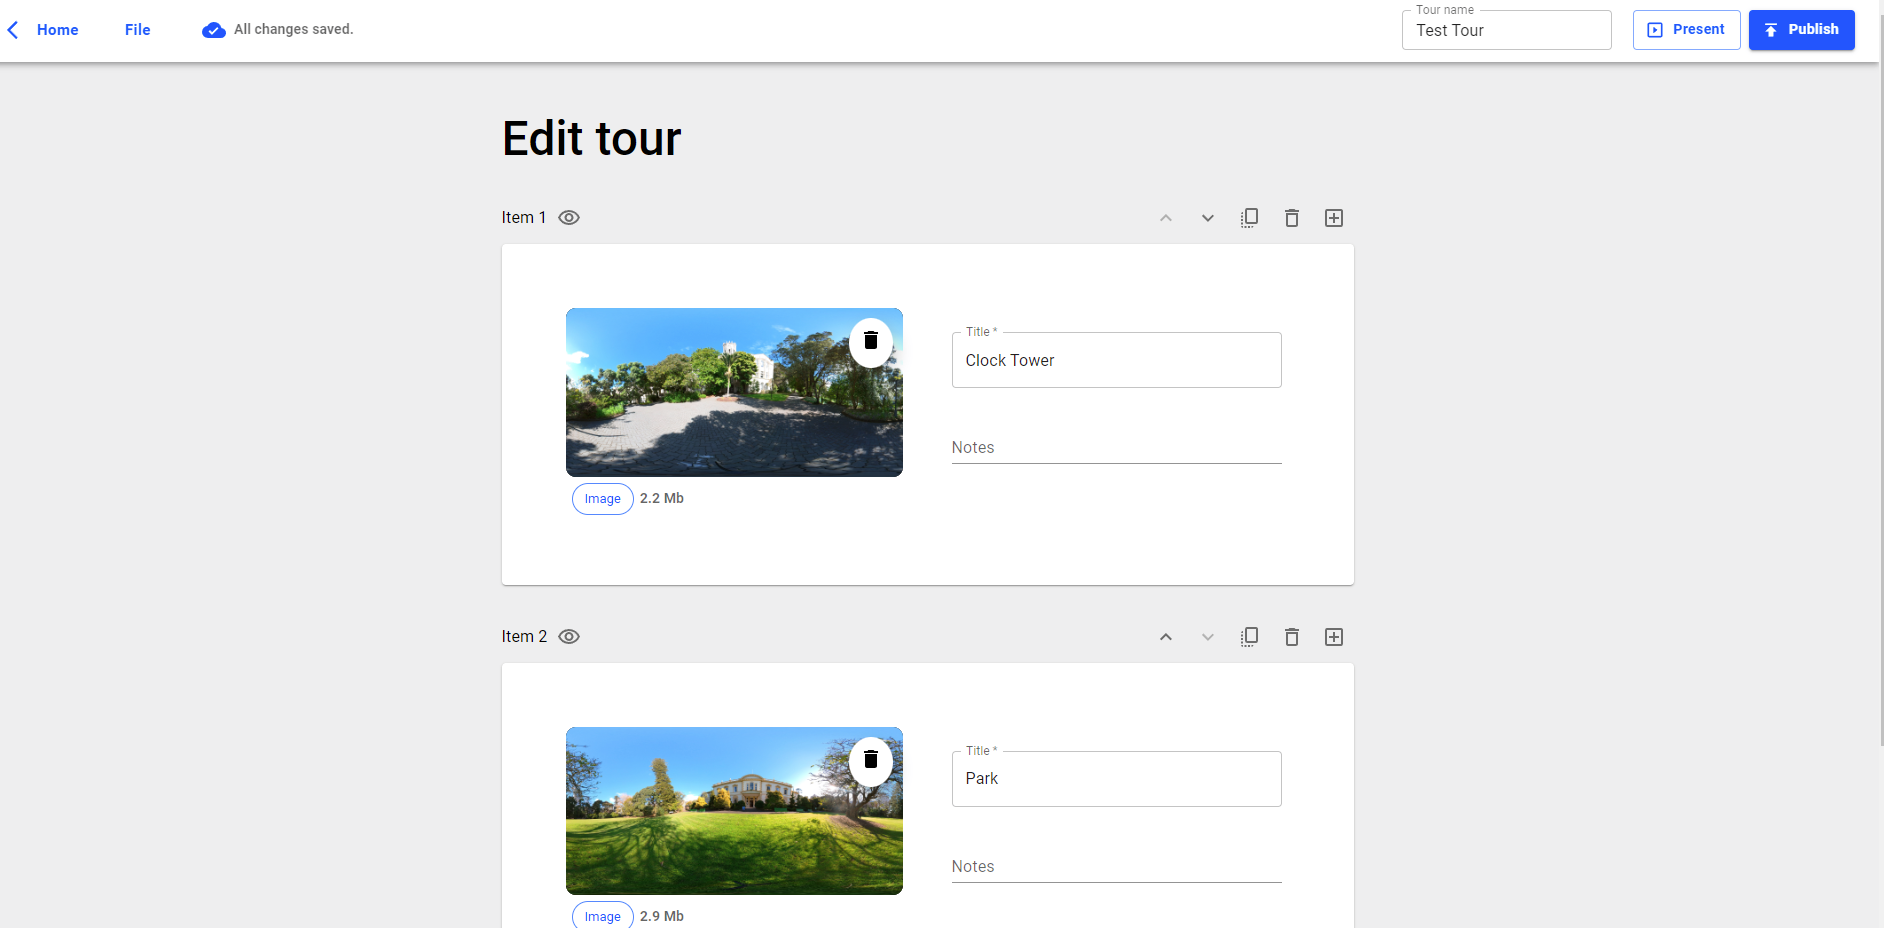 Home
File
All changes saved.
Tour name
Test Tour
Present
Publish
Edit tour
Item 1
Title *
Clock Tower
Notes
Image
2.2 Mb
Item 2
Title *
Park
Notes
Image
2.9 Mb